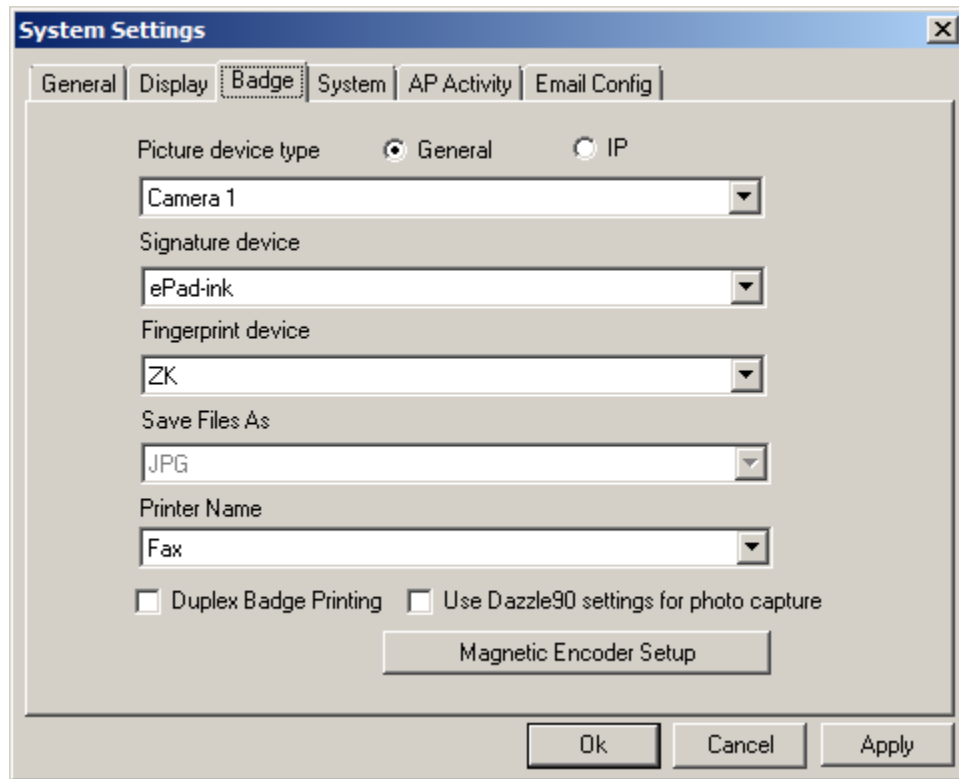 System Settings
General Display Badge System AP Activity Email Config
Picture device type General IP
Camera 1
Signature device
ePad-ink
Fingerprint device
ZK
Save Files As
JPG
Printer Name
Fax
Duplex Badge Printing Use Dazzle90 settings for photo capture
Magnetic Encoder Setup
Ok Cancel Apply